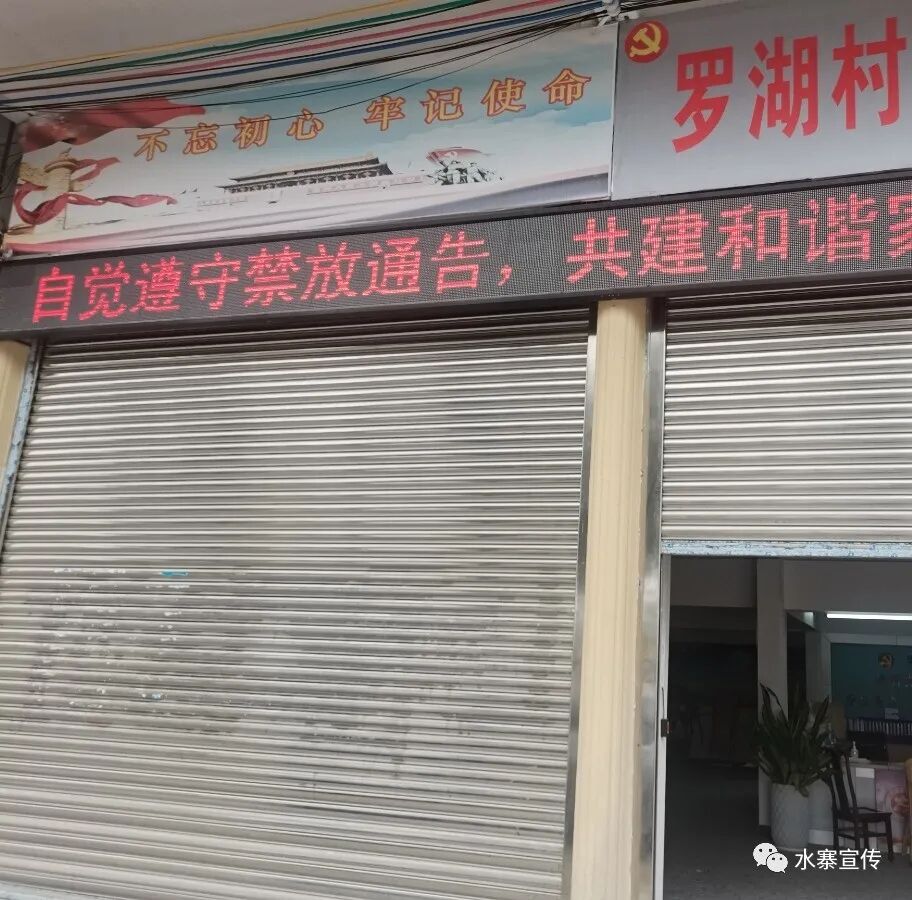 不忘初心 牢记使命
罗湖村
自觉遵守禁放通告，共建和谐家
水寨宣传